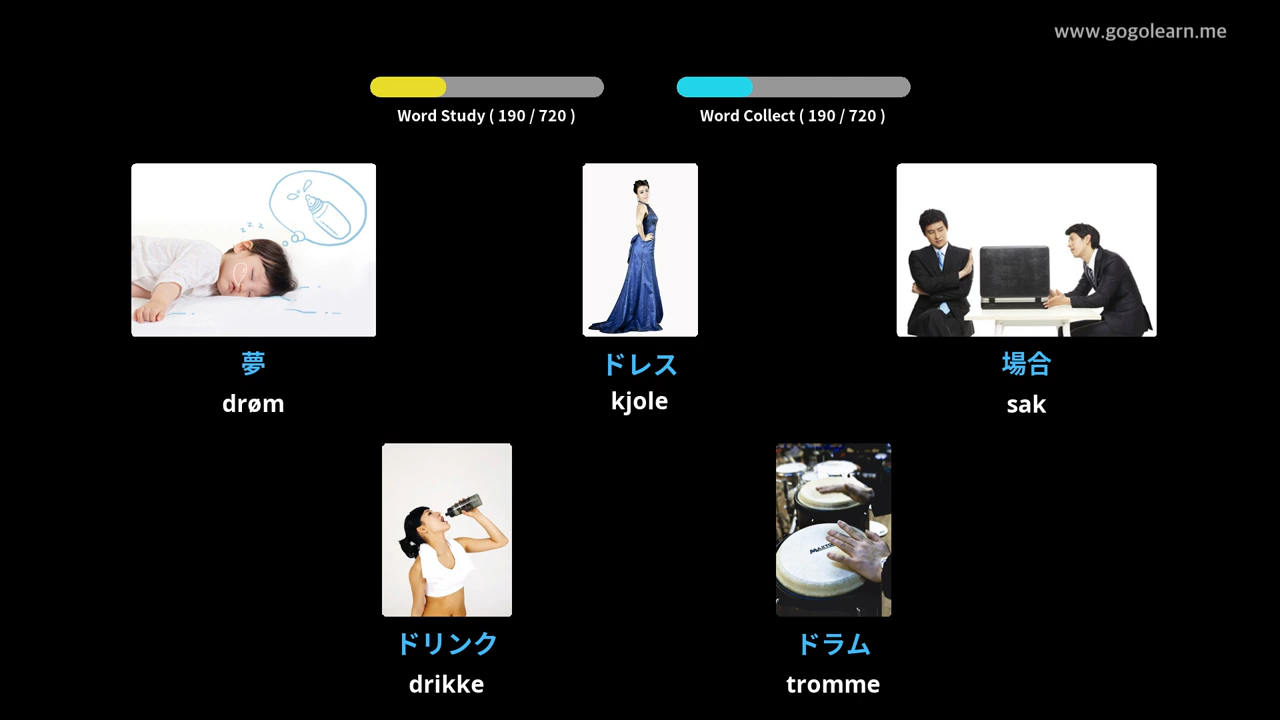 www.gogolearn.me
Word Study ( 190 / 720 )
Word Collect ( 190 / 720 )
z z z
夢
drøm
ドレス
kjole
場合
sak
ドリンク
drikke
ドラム
tromme